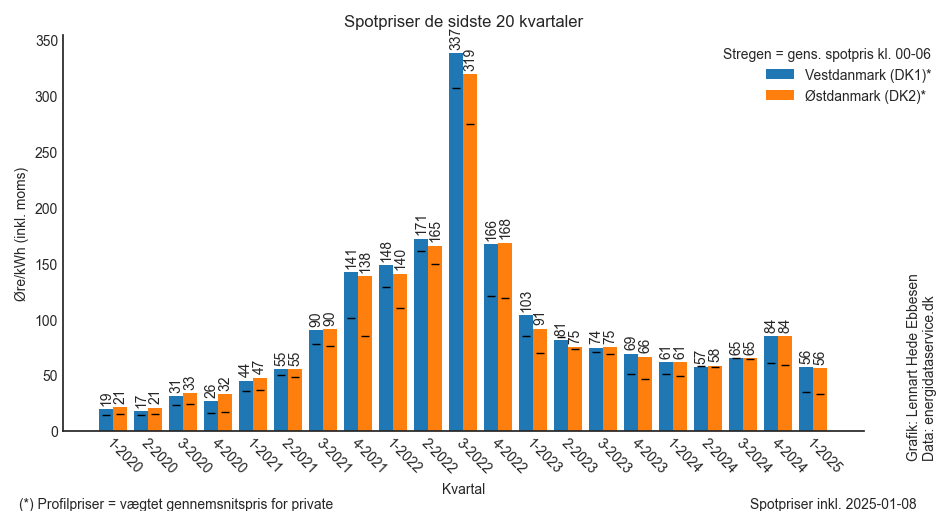 Spotpriser de sidste 20 kvartaler
Stregen = gens. spotpris kl. 00-06
Vestdanmark (DK1)*
Østdanmark (DK2)*
Øre/kWh (inkl. moms)
350
300
250
200
150
100
50
0
19 21 17 21 31 33 26 32 44 47 55 55 90 90 141 138 148 140 171 165 337 319 166 168 103 91 81 75 74 75 69 66 61 61 57 58 65 65 84 84 56 56
1-2020 2-2020 3-2020 4-2020 1-2021 2-2021 3-2021 4-2021 1-2022 2-2022 3-2022 4-2022 1-2023 2-2023 3-2023 4-2023 1-2024 2-2024 3-2024 4-2024 1-2025
Kvartal
Grafik: Lennart Hede Ebbesen
Data: energidataservice.dk
(*) Profilpriser = vægtet gennemsnitspris for private
Spotpriser inkl. 2025-01-08